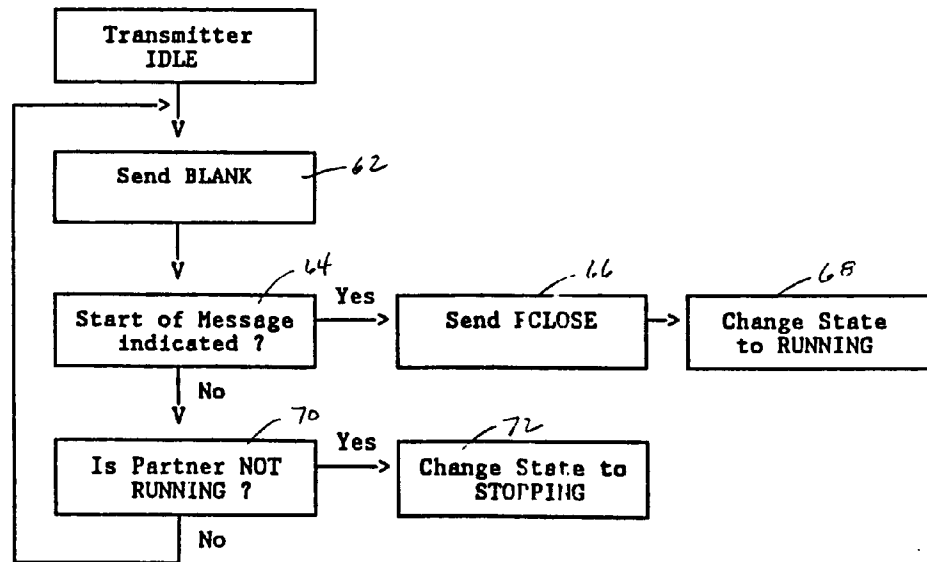 Transmitter
IDLE
V
Send BLANK
62
V
64
Start of Message
indicated ?
Yes
66
Send FCLOSE
68
Change State
to RUNNING
No
V
70
Is Partner NOT
RUNNING ?
Yes
72
Change State to
STOPPING
No